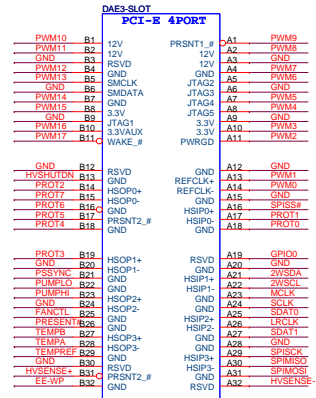 DAE3-SLOT
PCI-E 4PORT
PWM10 B1 12V PRSNT1_# A1 PWM9
PWM11 B2 12V 12V A2 PWM8
GND B3 RSVD 12V A3 GND
PWM12 B4 GND GND A4 PWM7
PWM13 B5 SMCLK JTAG2 A5 PWM6
GND B6 SMDATA JTAG3 A6 GND
PWM14 B7 GND JTAG4 A7 PWM5
PWM15 B8 3.3V JTAG5 A8 PWM4
GND B9 JTAG1 3.3V A9 GND
PWM16 B10 3.3VAUX 3.3V A10 PWM3
PWM17 B11 WAKE_# PWRGD A11 PWM2
GND B12 RSVD GND A12 GND
HVSHUTDN B13 GND REFCLK+ A13 PWM1
PROT2 B14 HSOP0+ REFCLK- A14 PWM0
PROT7 B15 HSOP0- GND A15 GND
PROT6 B16 GND HSIP0+ A16 SPISS#
PROT5 B17 PRSNT2_# HSIP0- A17 PROT1
PROT4 B18 GND GND A18 PROT0
PROT3 B19 HSOP1+ RSVD A19 GPIO0
GND B20 HSOP1- GND A20 GND
PSSYNC B21 GND HSIP1+ A21 2WSDA
PUMPLO B22 GND HSIP1- A22 2WSCL
PUMPHI B23 HSOP2+ GND A23 MCLK
GND B24 HSOP2- GND A24 SCLK
FANCTL B25 GND HSIP2+ A25 SDAT0
PRESENT# B26 GND HSIP2- A26 LRCLK
TEMPB B27 HSOP3+ GND A27 SDAT1
TEMPA B28 HSOP3- GND A28 GND
TEMPREF B29 GND HSIP3+ A29 SPISCK
GND B30 RSVD HSIP3- A30 SPIMISO
HVSENSE+ B31 PRSNT2_# GND A31 SPIMOSI
EE-WP B32 GND RSVD A32 HVSENSE-